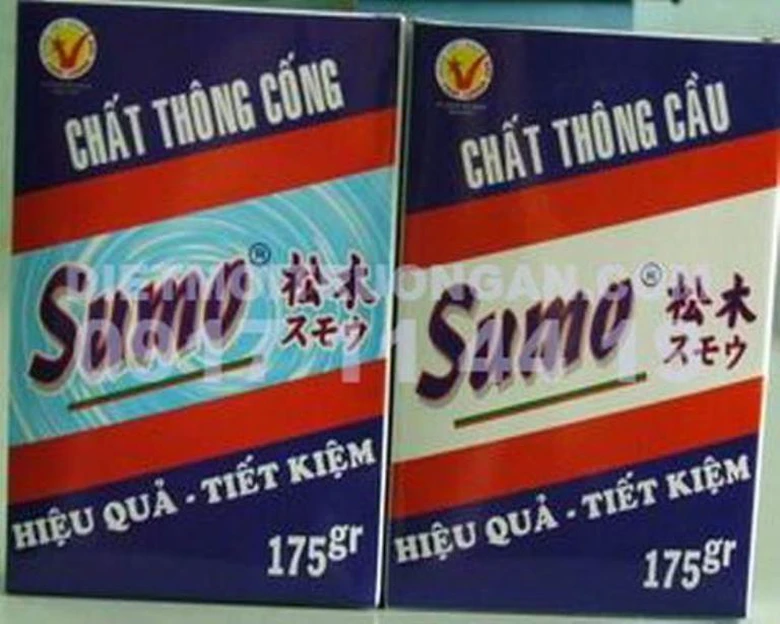 CHẤT THÔNG CỐNG
Sumo ® 松木
スモウ
HIỆU QUẢ - TIẾT KIỆM
175gr
CHẤT THÔNG CẦU
Sumo ® 松木
スモウ
HIỆU QUẢ - TIẾT KIỆM
175gr